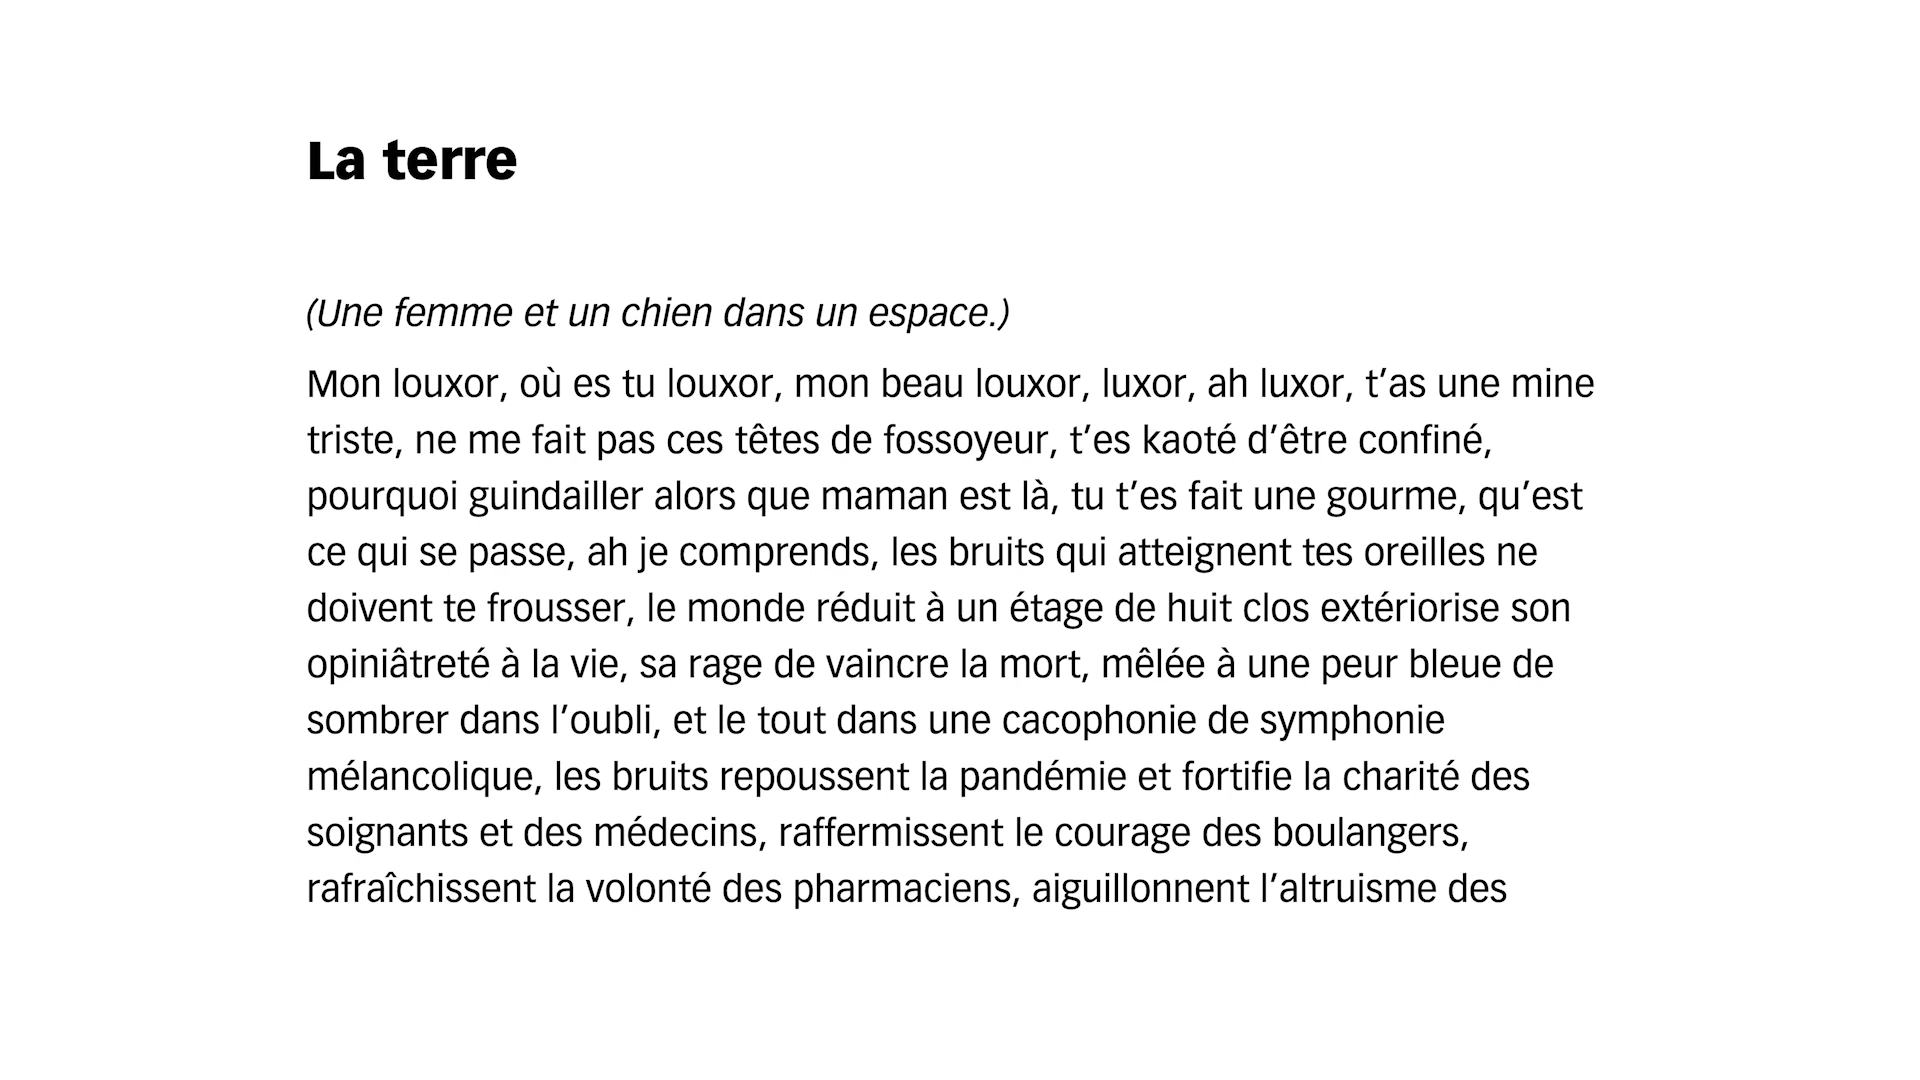 La terre
(Une femme et un chien dans un espace.)
Mon louxor, où es tu louxor, mon beau louxor, luxor, ah luxor, t’as une mine
triste, ne me fait pas ces têtes de fossoyeur, t’es kaoté d’être confiné,
pourquoi guindailler alors que maman est là, tu t’es fait une gourme, qu’est
ce qui se passe, ah je comprends, les bruits qui atteignent tes oreilles ne
doivent te frousser, le monde réduit à un étage de huit clos extériorise son
opiniâtreté à la vie, sa rage de vaincre la mort, mêlée à une peur bleue de
sombrer dans l’oubli, et le tout dans une cacophonie de symphonie
mélancolique, les bruits repoussent la pandémie et fortifie la charité des
soignants et des médecins, raffermissent le courage des boulangers,
rafraîchissent la volonté des pharmaciens, aiguillonnent l’altruisme des